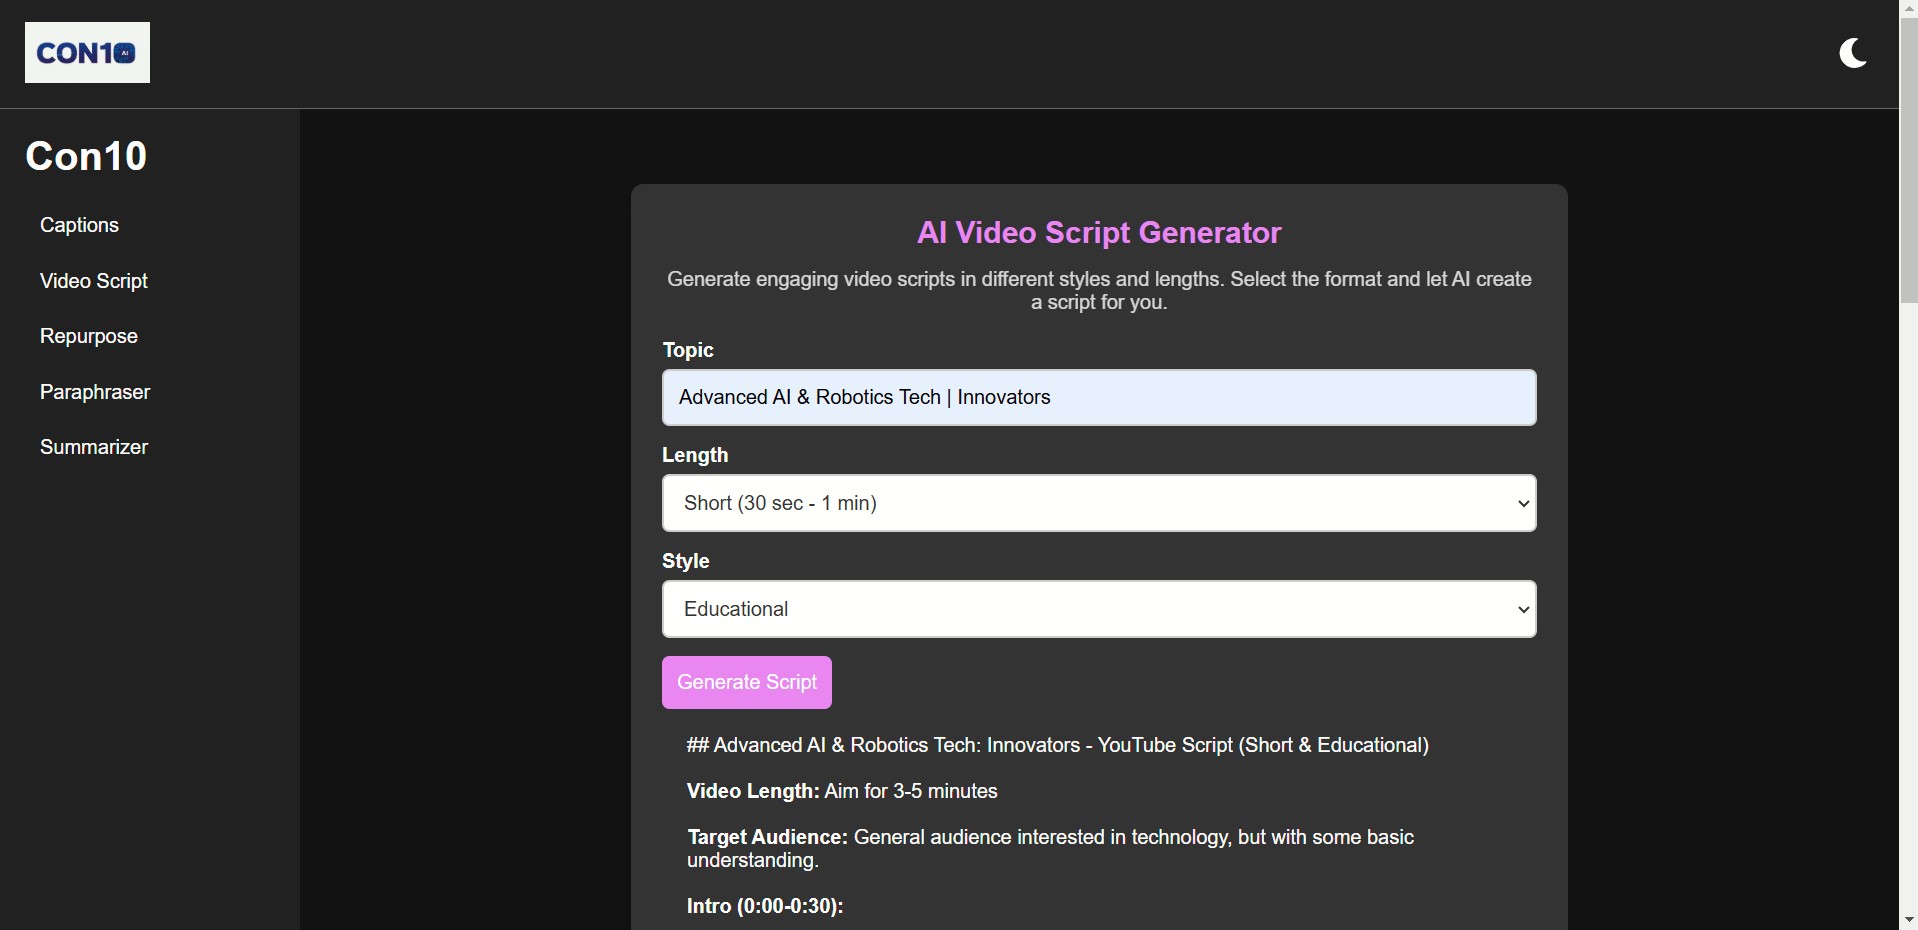 CON10
AI
Con10
Captions
Video Script
Repurpose
Paraphraser
Summarizer
AI Video Script Generator
Generate engaging video scripts in different styles and lengths. Select the format and let AI create
a script for you.
Topic
Advanced AI & Robotics Tech | Innovators
Length
Short (30 sec - 1 min)
Style
Educational
Generate Script
## Advanced AI & Robotics Tech: Innovators - YouTube Script (Short & Educational)
Video Length: Aim for 3-5 minutes
Target Audience: General audience interested in technology, but with some basic
understanding.
Intro (0:00-0:30):